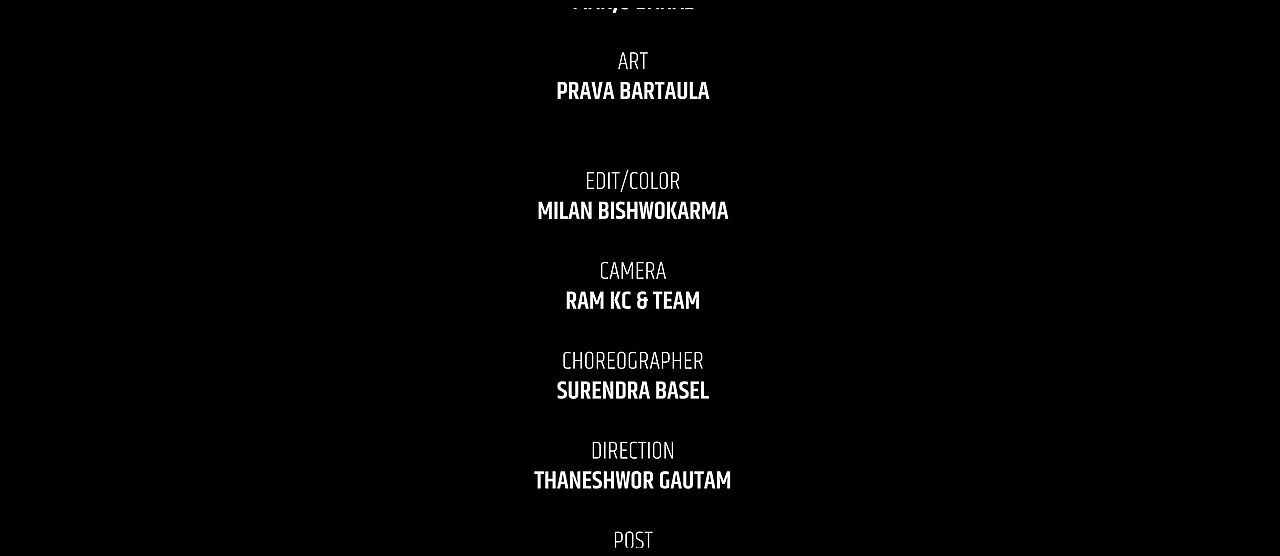 ART
PRAVA BARTAULA
EDIT/COLOR
MILAN BISHWOKARMA
CAMERA
RAM KC & TEAM
CHOREOGRAPHER
SURENDRA BASEL
DIRECTION
THANESHWOR GAUTAM
POST